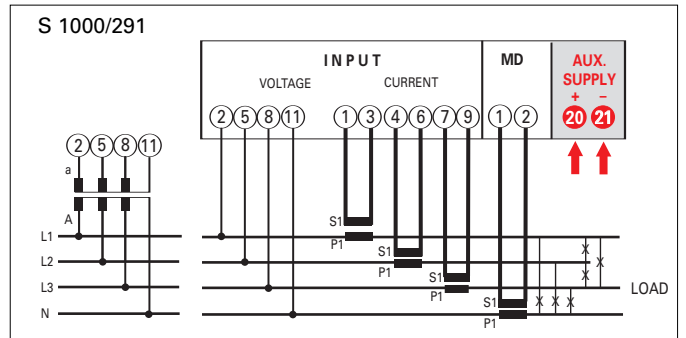 S 1000/291
INPUT
MD
AUX.
SUPPLY
VOLTAGE
CURRENT
+ −
2 5 8 11 1 3 4 6 7 9 1 2 20 21
2 5 8 11
a
A
S1
L1
P1
S1
L2
P1
S1
L3
P1
LOAD
S1
N
P1
X
X X
X
X X X